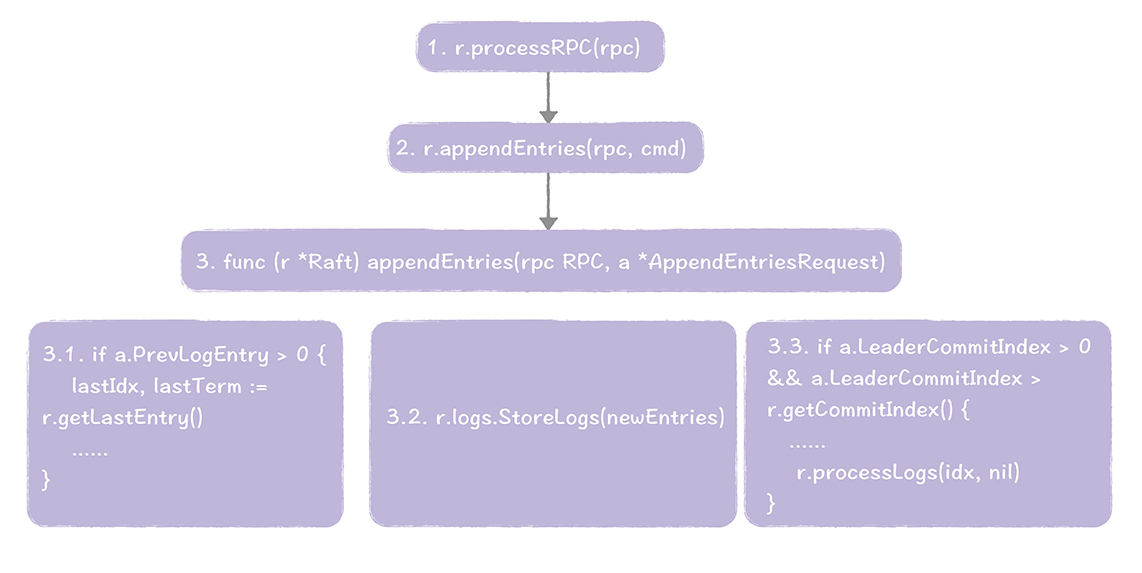 1. r.processRPC(rpc)
2. r.appendEntries(rpc, cmd)
3. func (r *Raft) appendEntries(rpc RPC, a *AppendEntriesRequest)
3.1. if a.PrevLogEntry > 0 {
lastIdx, lastTerm :=
r.getLastEntry()
......
}
3.2. r.logs.StoreLogs(newEntries)
3.3. if a.LeaderCommitIndex > 0
&& a.LeaderCommitIndex >
r.getCommitIndex() {
......
r.processLogs(idx, nil)
}